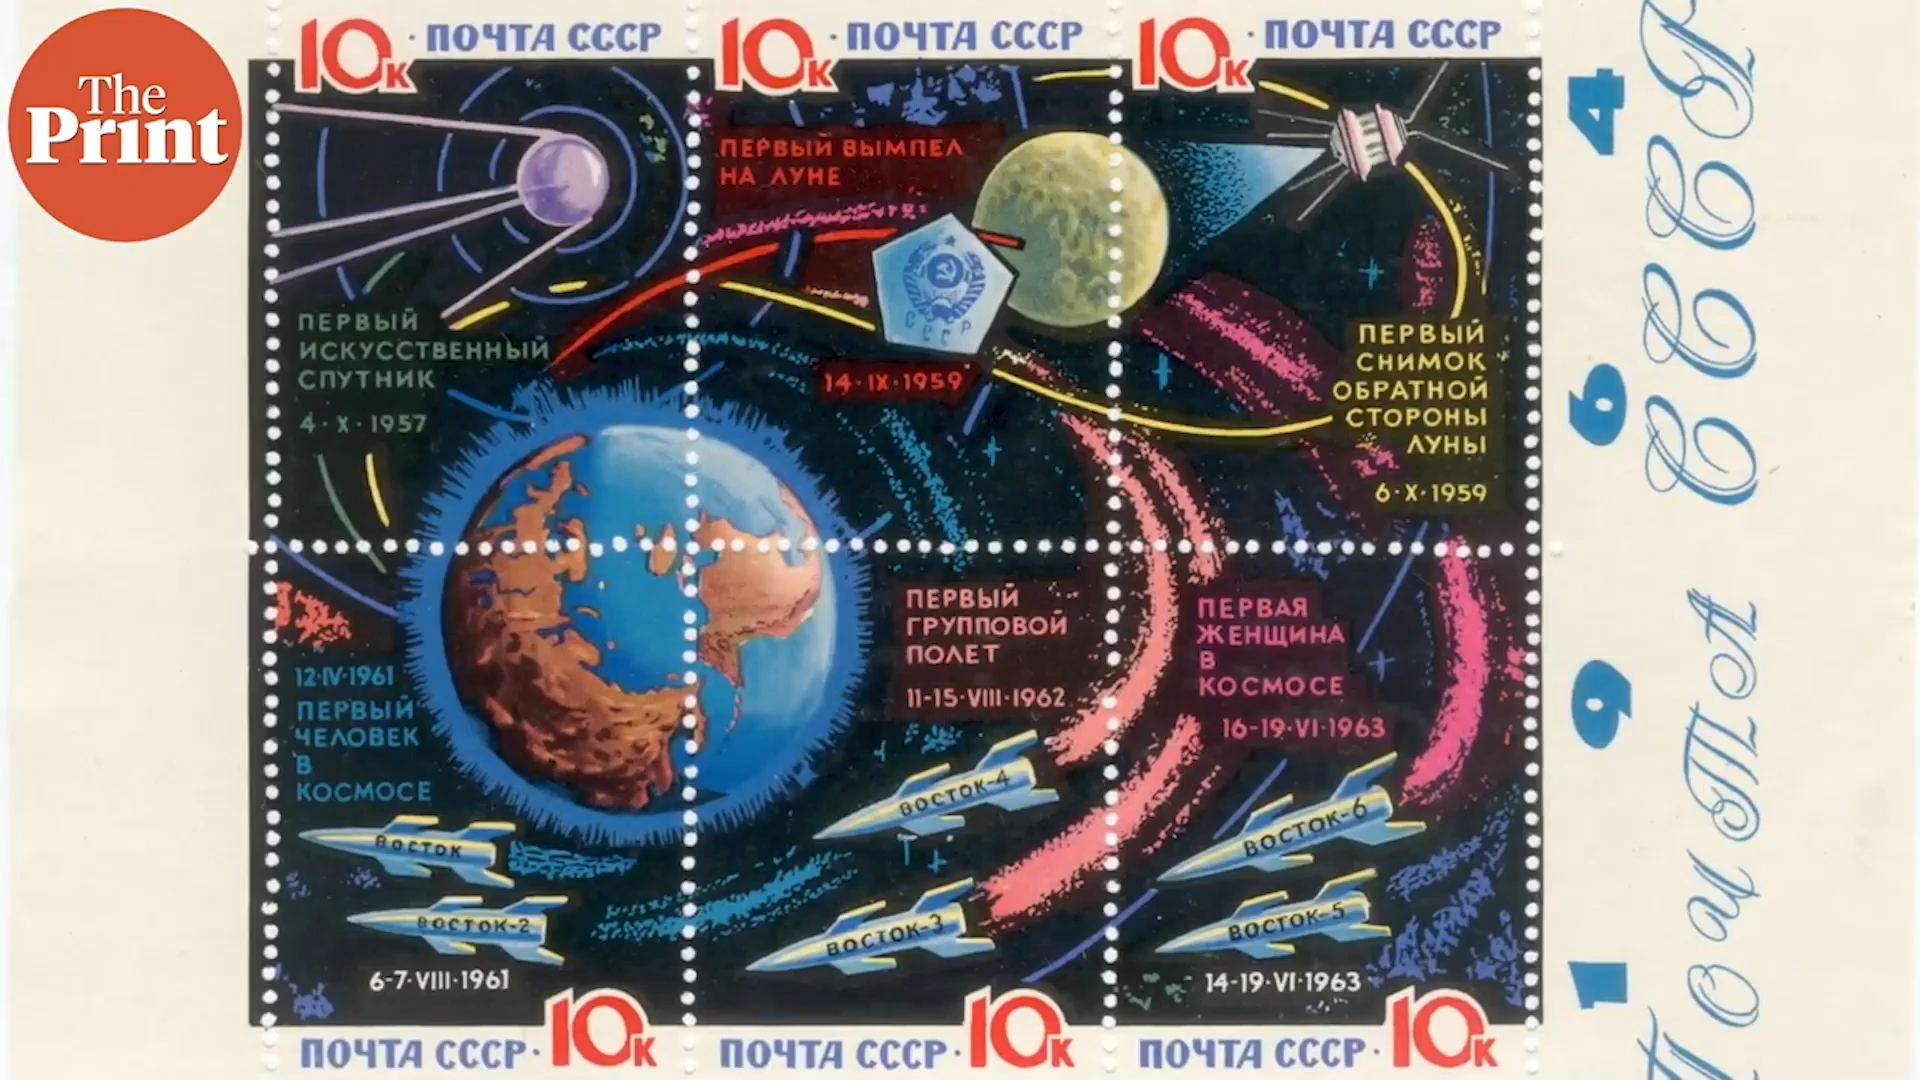 The
Print
10к · ПОЧТА СССР
10к · ПОЧТА СССР
10к · ПОЧТА СССР
ПЕРВЫЙ
ИСКУССТВЕННЫЙ
СПУТНИК
4·X·1957
ПЕРВЫЙ ВЫМПЕЛ
НА ЛУНЕ
СССР
14·IX·1959
ПЕРВЫЙ
СНИМОК
ОБРАТНОЙ
СТОРОНЫ
ЛУНЫ
6·X·1959
12·IV·1961
ПЕРВЫЙ
ЧЕЛОВЕК
В
КОСМОСЕ
ВОСТОК
ВОСТОК-2
6-7·VIII·1961
ПЕРВЫЙ
ГРУППОВОЙ
ПОЛЕТ
11-15·VIII·1962
ВОСТОК-4
ВОСТОК-3
ПЕРВАЯ
ЖЕНЩИНА
В
КОСМОСЕ
16-19·VI·1963
ВОСТОК-6
ВОСТОК-5
14-19·VI·1963
ПОЧТА СССР · 10к
ПОЧТА СССР · 10к
ПОЧТА СССР · 10к
1964
Почта СССР